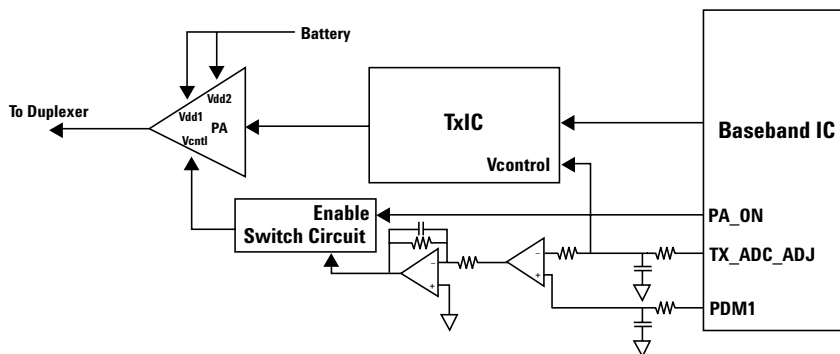 Battery
To Duplexer
Vdd1
Vdd2
PA
Vcntl
TxIC
Vcontrol
Baseband IC
Enable
Switch Circuit
PA_ON
TX_ADC_ADJ
PDM1
−
+
−
+